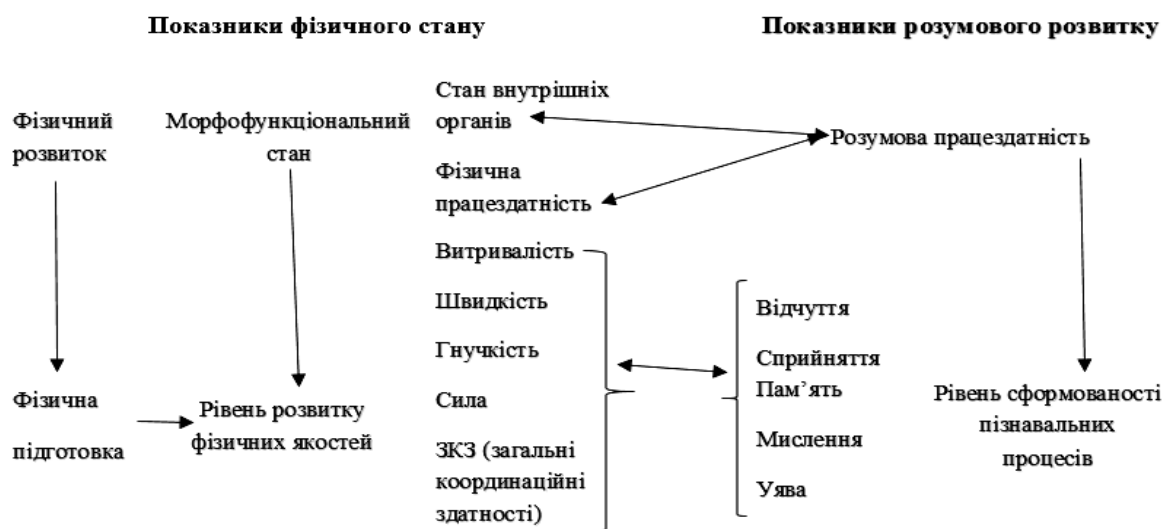 Показники фізичного стану
Показники розумового розвитку
Фізичний
розвиток
Морфофункціональний
стан
Стан внутрішніх
органів
Фізична
працездатність
Розумова працездатність
Витривалість
Швидкість
Гнучкість
Сила
ЗКЗ (загальні
координаційні
здатності)
Фізична
підготовка
Рівень розвитку
фізичних якостей
Відчуття
Сприйняття
Пам’ять
Мислення
Уява
Рівень сформованості
пізнавальних
процесів